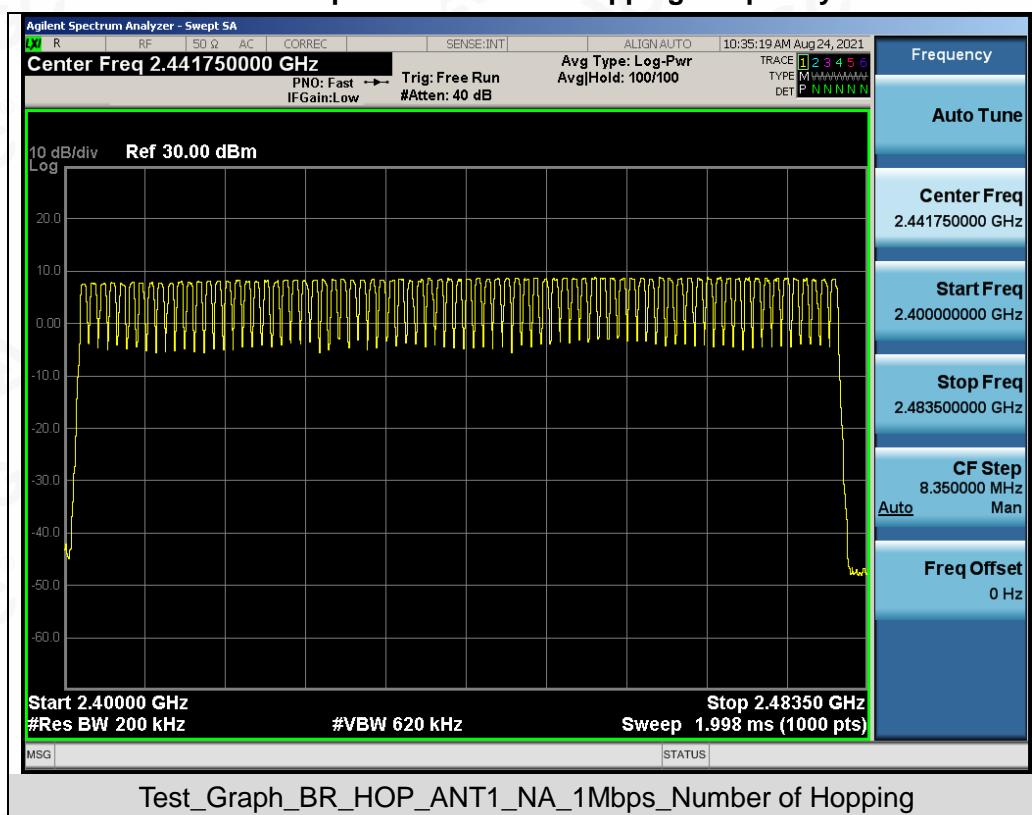 Agilent Spectrum Analyzer - Swept SA
LXI R RF 50 Ω AC CORREC SENSE:INT ALIGN AUTO 10:35:19 AM Aug 24, 2021
Center Freq 2.441750000 GHz
PNO: Fast
IFGain:Low
Trig: Free Run
#Atten: 40 dB
Avg Type: Log-Pwr
Avg|Hold: 100/100
TRACE 1 2 3 4 5 6
TYPE M
DET P N N N N N
Frequency
Auto Tune
Center Freq
2.441750000 GHz
Start Freq
2.400000000 GHz
Stop Freq
2.483500000 GHz
CF Step
8.350000 MHz
Auto Man
Freq Offset
0 Hz
10 dB/div Ref 30.00 dBm
Log
20.0
10.0
0.00
-10.0
-20.0
-30.0
-40.0
-50.0
-60.0
Start 2.40000 GHz Stop 2.48350 GHz
#Res BW 200 kHz #VBW 620 kHz Sweep 1.998 ms (1000 pts)
MSG STATUS
Test_Graph_BR_HOP_ANT1_NA_1Mbps_Number of Hopping